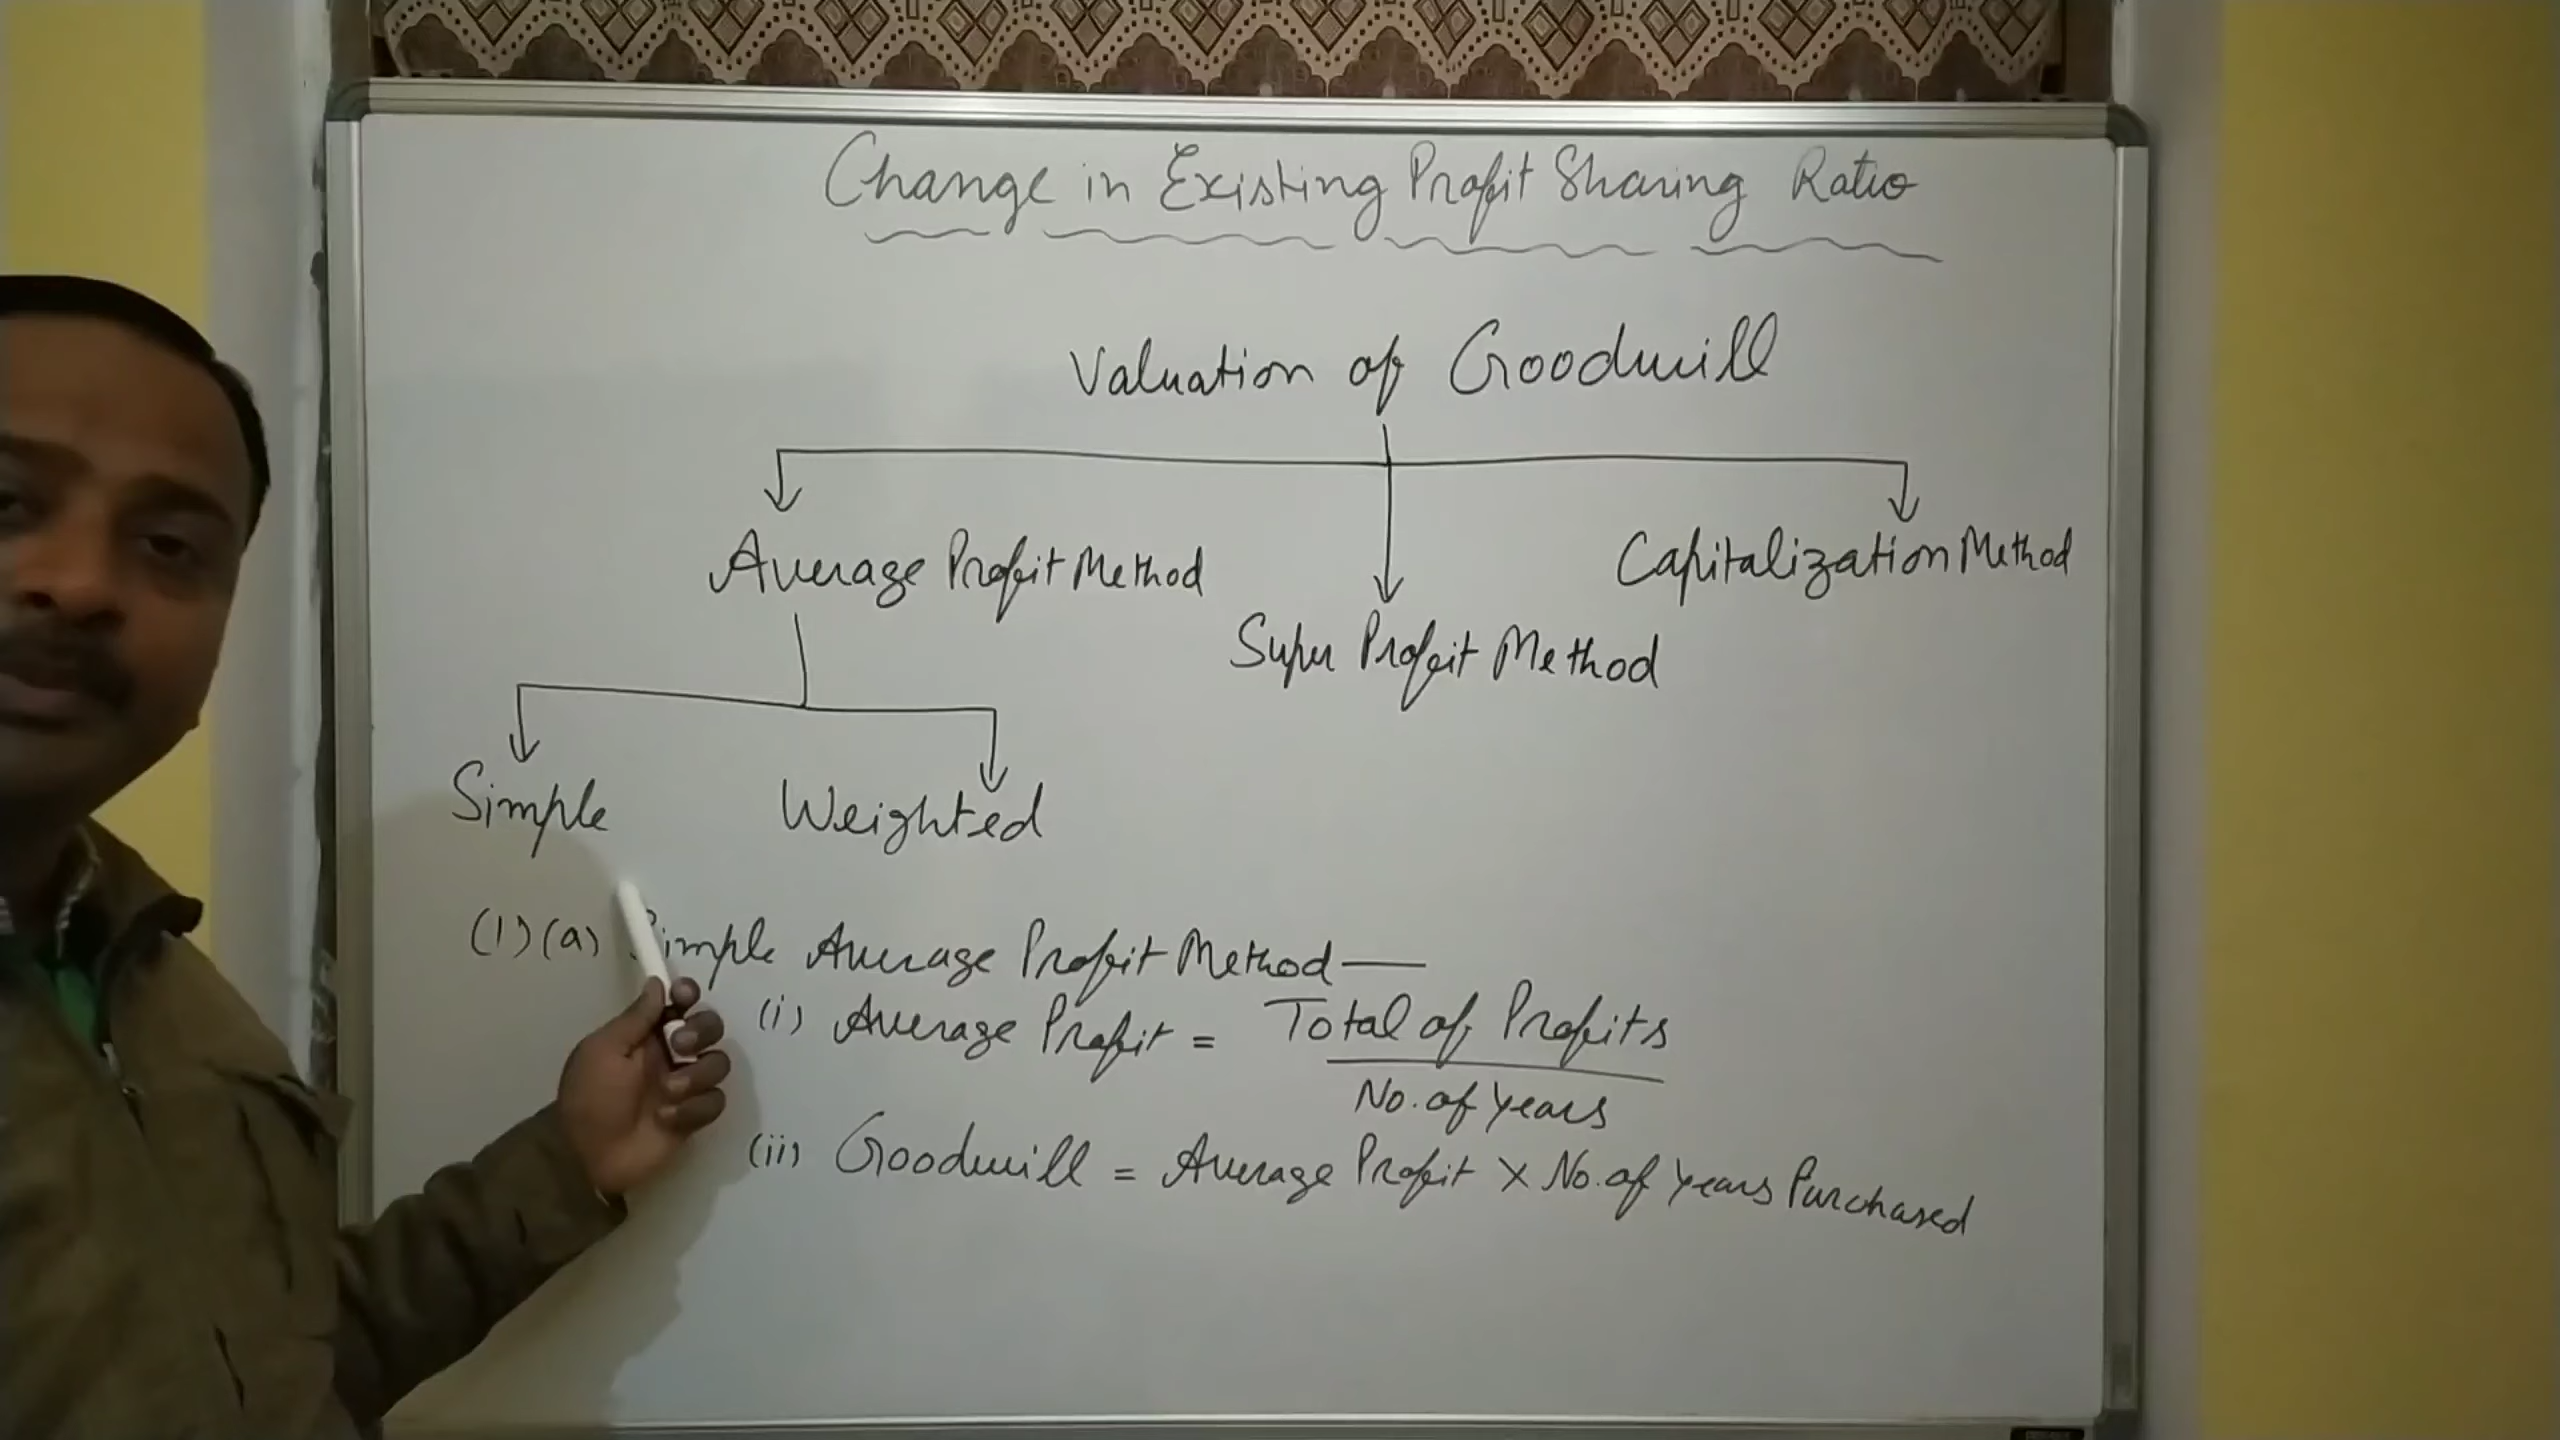 Change in Existing Profit Sharing Ratio
Valuation of Goodwill
Average Profit Method
Capitalization Method
Super Profit Method
Simple
Weighted
(1) (a) Simple Average Profit Method —
(i) Average Profit = Total of Profits
No. of Years
(ii) Goodwill = Average Profit × No. of Years Purchased